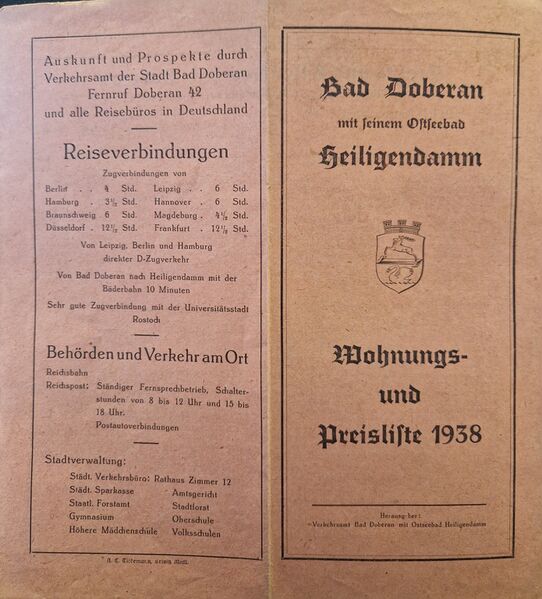 Auskunft und Prospekte durch
Verkehrsamt der Stadt Bad Doberan
Fernruf Doberan 42
und alle Reisebüros in Deutschland
Reiseverbindungen
Zugverbindungen von
Berlin . . 4 Std. Leipzig . . 6 Std.
Hamburg . 3½ Std. Hannover . 6 Std.
Braunschweig 6 Std. Magdeburg . 4½ Std.
Düsseldorf . 12½ Std. Frankfurt . 12½ Std.
Von Leipzig, Berlin und Hamburg
direkter D-Zugverkehr
Von Bad Doberan nach Heiligendamm mit der
Bäderbahn 10 Minuten
Sehr gute Zugverbindung mit der Universitätsstadt
Rostock
Behörden und Verkehr am Ort
Reichsbahn
Reichspost: Ständiger Fernsprechbetrieb, Schalter-
stunden von 8 bis 12 Uhr und 15 bis
18 Uhr.
Postautoverbindungen
Stadtverwaltung:
Städt. Verkehrsbüro: Rathaus Zimmer 12
Städt. Sparkasse Amtsgericht
Staatl. Forstamt Stadtforst
Gymnasium Oberschule
Höhere Mädchenschule Volksschulen
Bad Doberan
mit seinem Ostseebad
Heiligendamm
Wohnungs-
und
Preisliste 1938
Herausgeber:
Verkehrsamt Bad Doberan mit Ostseebad Heiligendamm